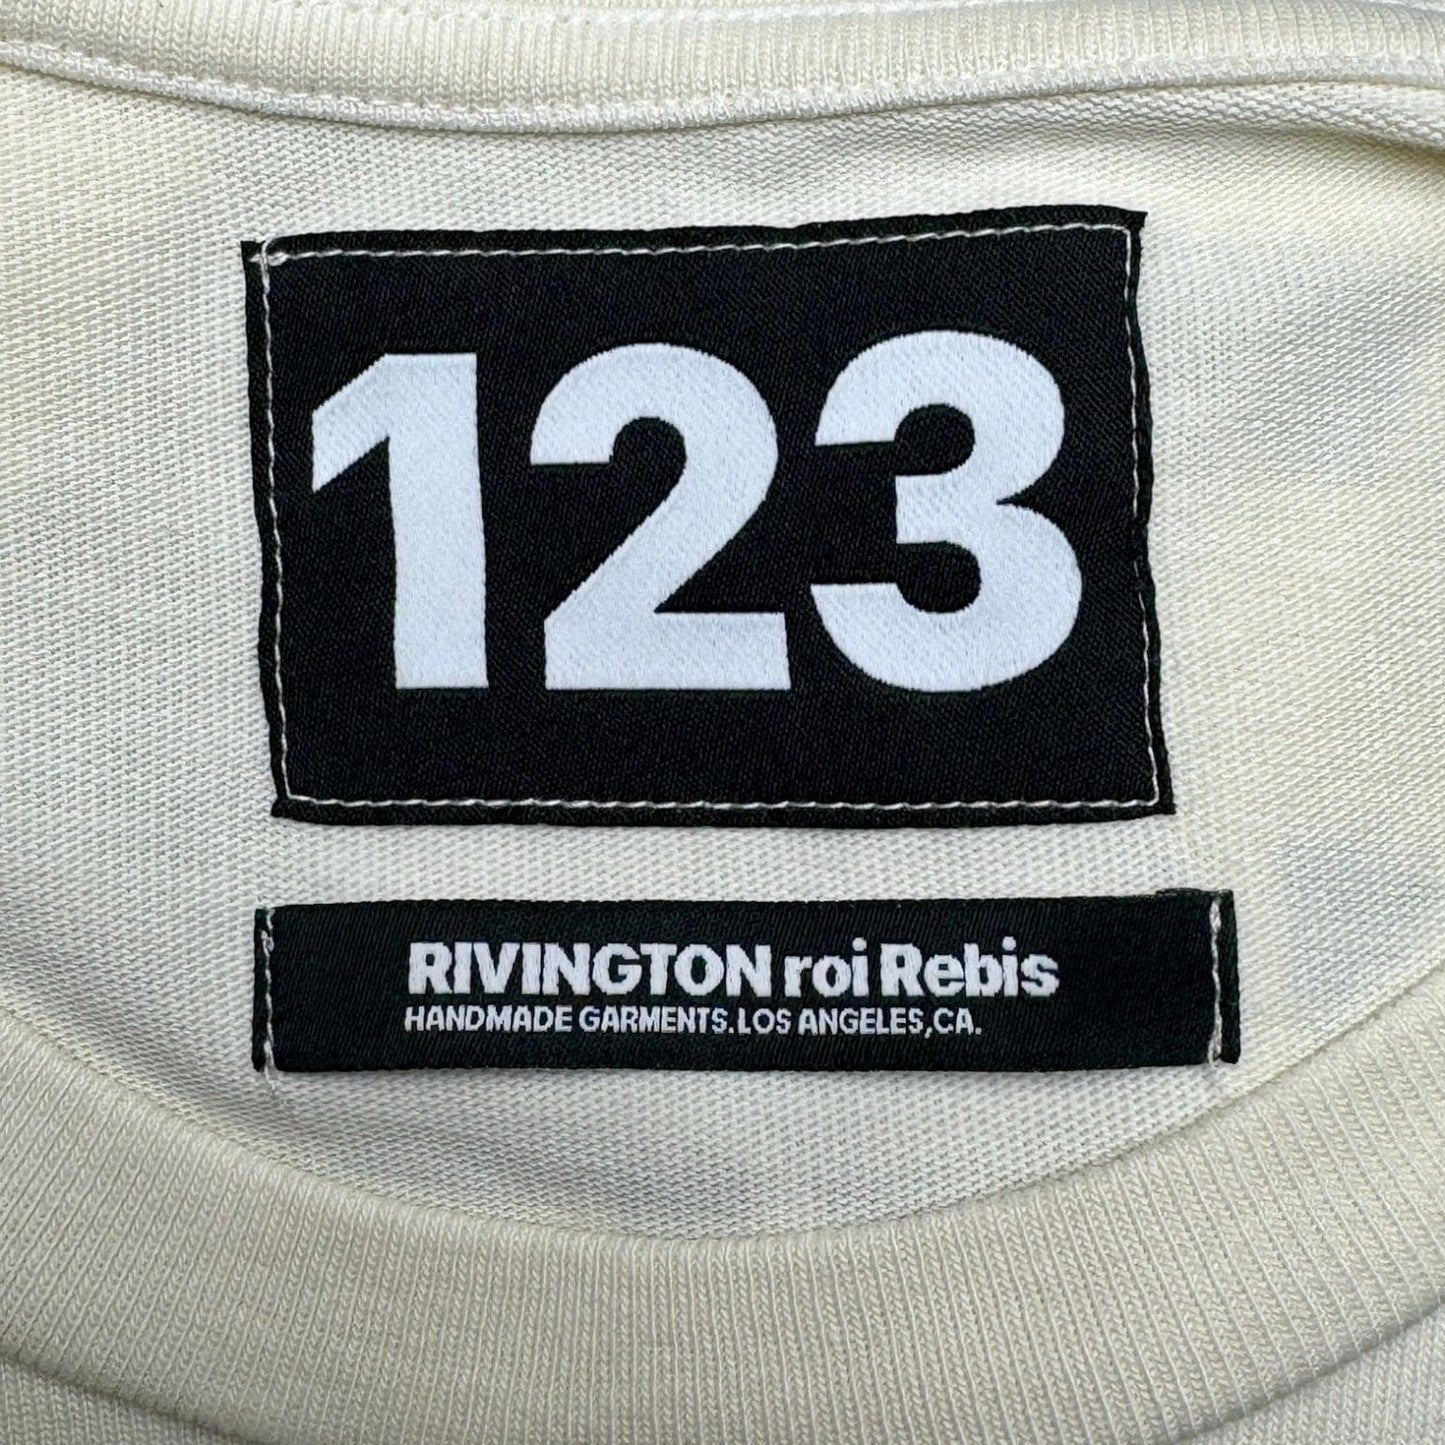 123
RIVINGTON roi Rebis
HANDMADE GARMENTS. LOS ANGELES, CA.